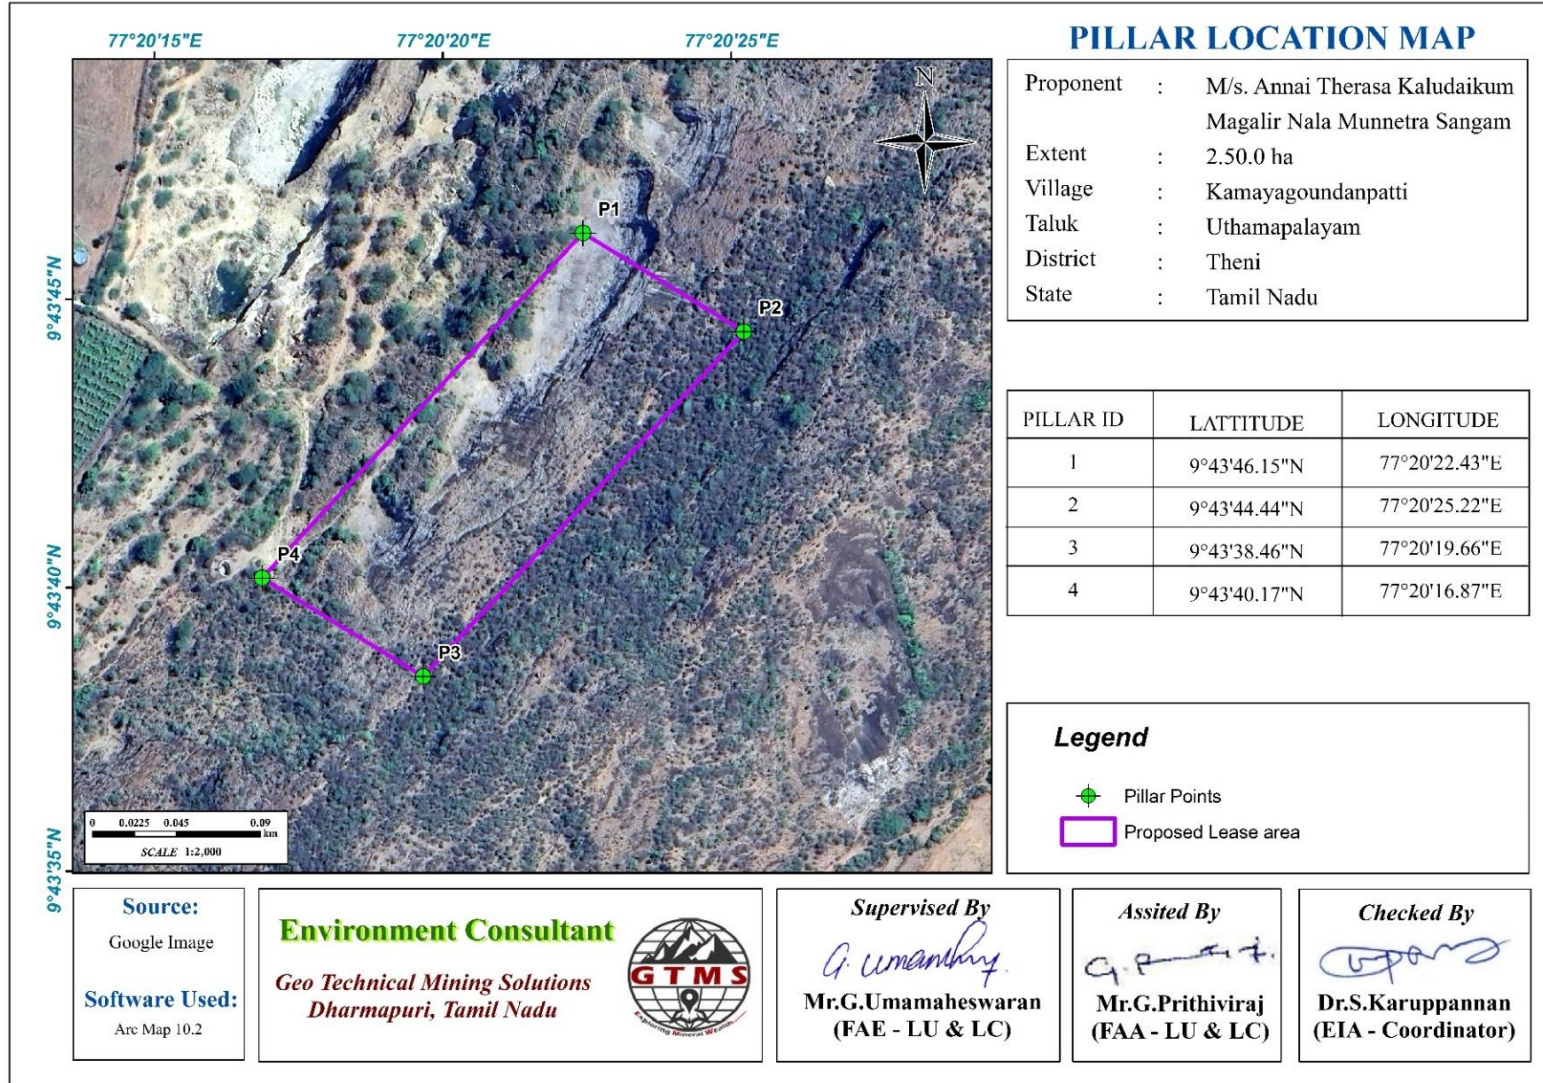 77°20'15"E 77°20'20"E 77°20'25"E
9°43'45"N
9°43'40"N
9°43'35"N
N
P1
P2
P4
P3
0 0.0225 0.045 0.09
km
SCALE 1:2,000
PILLAR LOCATION MAP
Proponent : M/s. Annai Therasa Kaludaikum
Magalir Nala Munnetra Sangam
Extent : 2.50.0 ha
Village : Kamayagoundanpatti
Taluk : Uthamapalayam
District : Theni
State : Tamil Nadu
PILLAR ID LATTITUDE LONGITUDE
1 9°43'46.15"N 77°20'22.43"E
2 9°43'44.44"N 77°20'25.22"E
3 9°43'38.46"N 77°20'19.66"E
4 9°43'40.17"N 77°20'16.87"E
Legend
Pillar Points
Proposed Lease area
Source:
Google Image
Software Used:
Arc Map 10.2
Environment Consultant
Geo Technical Mining Solutions
Dharmapuri, Tamil Nadu
GTMS
Exploring Mineral Wealth......
Supervised By
G. Umamhy
Mr.G.Umamaheswaran
(FAE - LU & LC)
Assited By
Mr.G.Prithiviraj
(FAA - LU & LC)
Checked By
Dr.S.Karuppannan
(EIA - Coordinator)